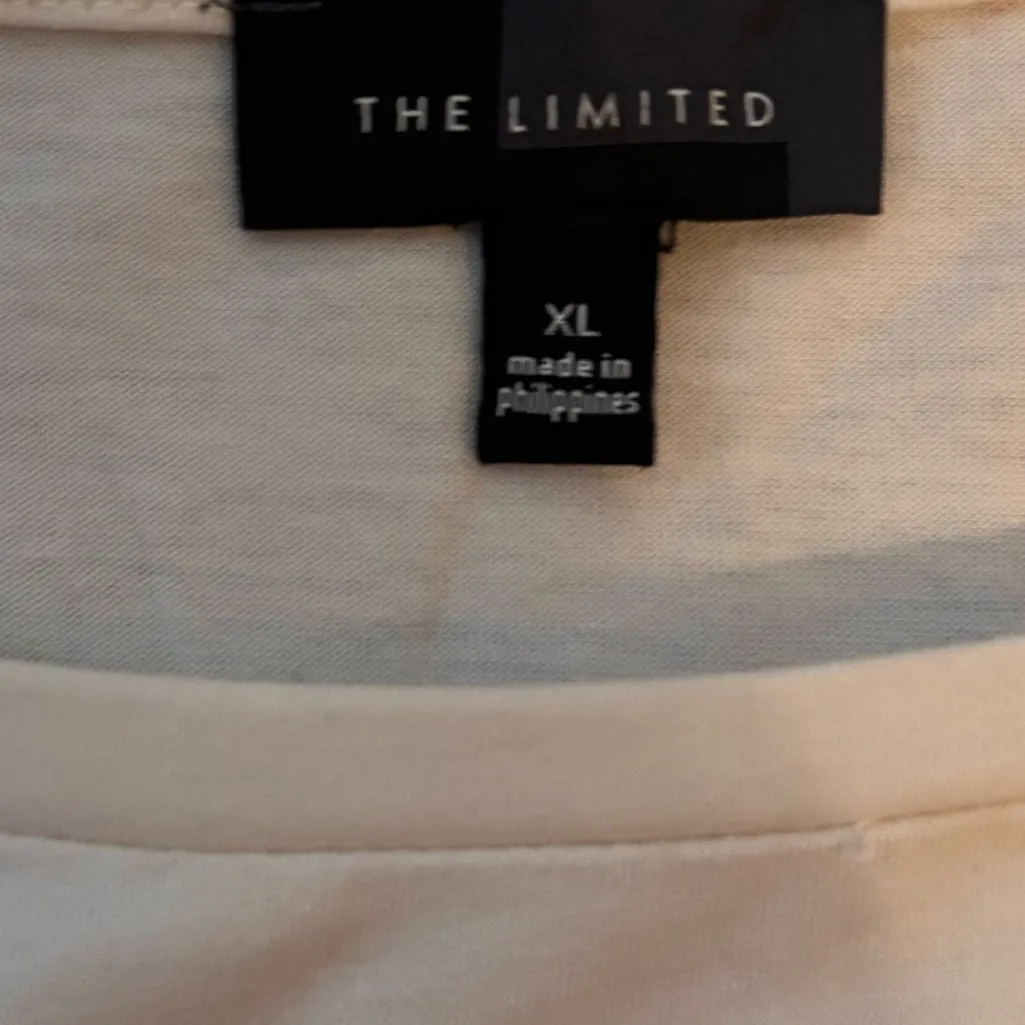 THE LIMITED
XL
made in
philippines